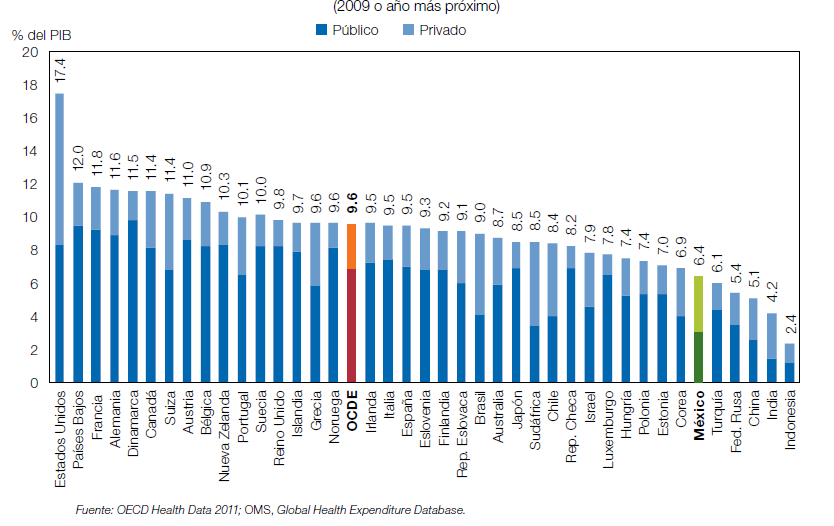 (2009 o año más próximo)
Público Privado
% del PIB
20
18
16
14
12
10
8
6
4
2
0
17.4 12.0 11.8 11.6 11.5 11.4 11.4 11.0 10.9 10.3 10.1 10.0 9.8 9.7 9.6 9.6 9.6 9.5 9.5 9.5 9.3 9.2 9.1 9.0 8.7 8.5 8.5 8.4 8.2 7.9 7.8 7.4 7.4 7.0 6.9 6.4 6.1 5.4 5.1 4.2 2.4
Estados Unidos
Países Bajos
Francia
Alemania
Dinamarca
Canadá
Suiza
Austria
Bélgica
Nueva Zelanda
Portugal
Suecia
Reino Unido
Islandia
Grecia
Noruega
OCDE
Irlanda
Italia
España
Eslovenia
Finlandia
Rep. Eslovaca
Brasil
Australia
Japón
Sudáfrica
Chile
Rep. Checa
Israel
Luxemburgo
Hungría
Polonia
Estonia
Corea
México
Turquía
Fed. Rusa
China
India
Indonesia
Fuente: OECD Health Data 2011; OMS, Global Health Expenditure Database.